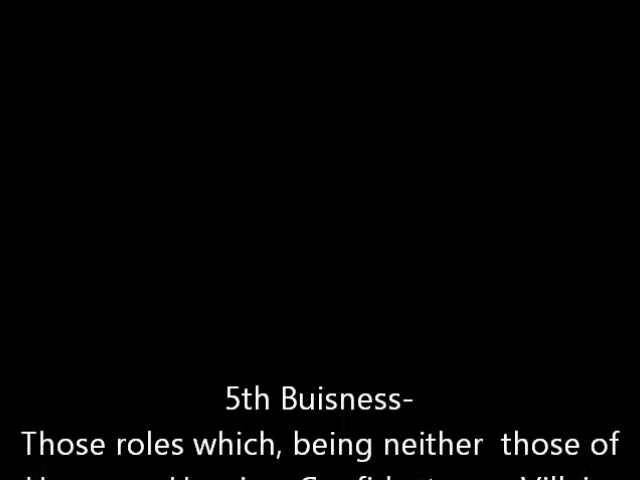 5th Buisness-
Those roles which, being neither those of